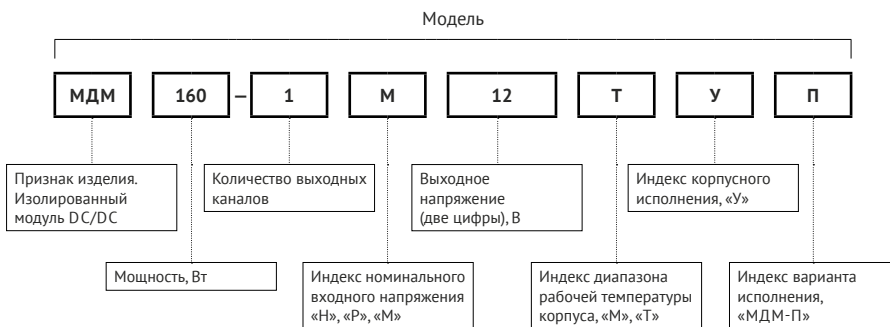 Модель
МДМ 160 – 1 М 12 Т У П
Признак изделия.
Изолированный
модуль DC/DC
Количество выходных
каналов
Выходное
напряжение
(две цифры), В
Индекс корпусного
исполнения, «У»
Мощность, Вт
Индекс номинального
входного напряжения
«Н», «Р», «М»
Индекс диапазона
рабочей температуры
корпуса, «М», «Т»
Индекс варианта
исполнения,
«МДМ-П»